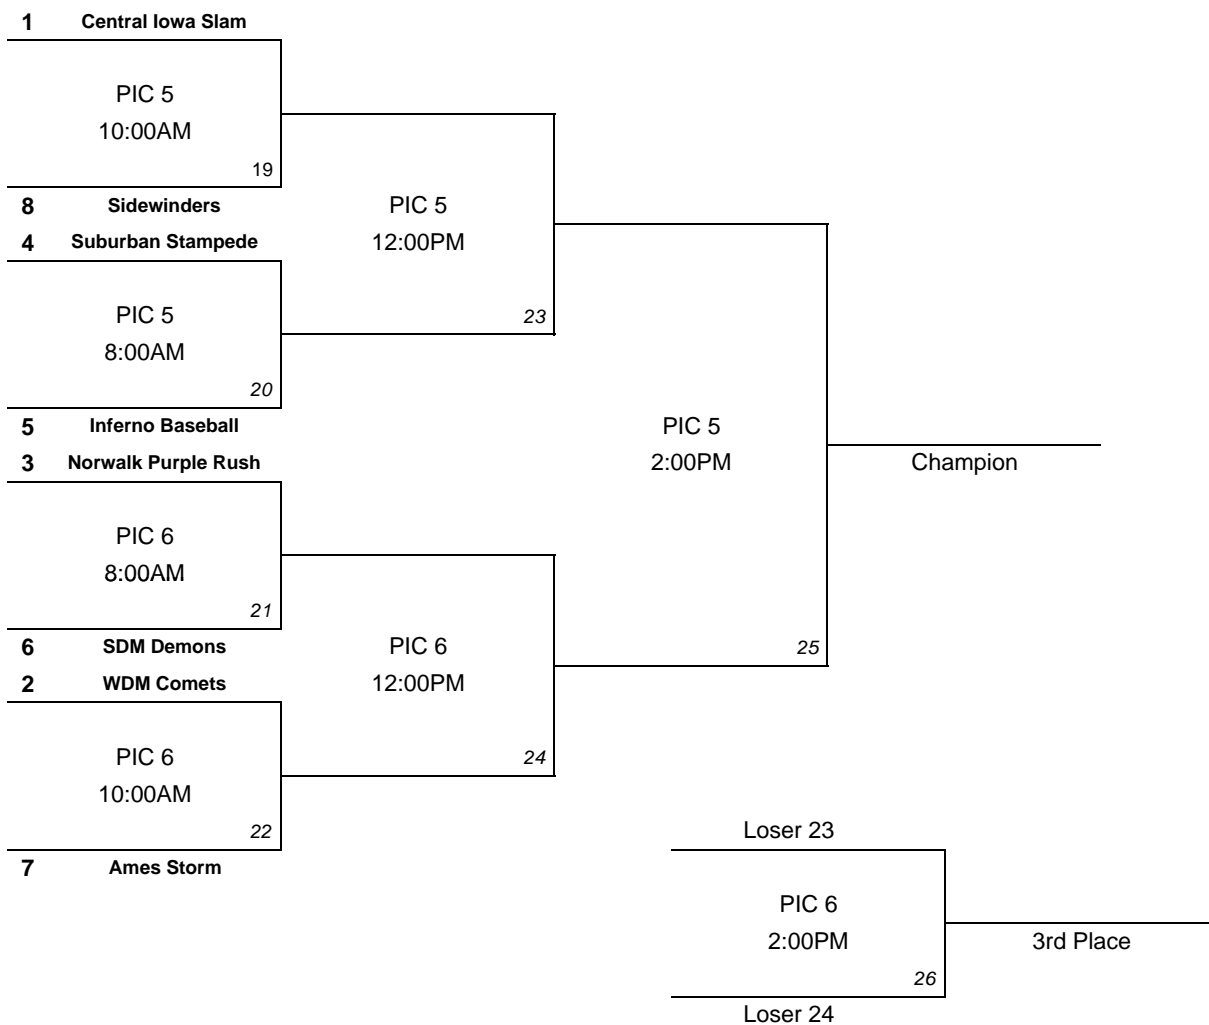 1 Central Iowa Slam
PIC 5
10:00AM
19
8 Sidewinders
4 Suburban Stampede
PIC 5
8:00AM
20
5 Inferno Baseball
3 Norwalk Purple Rush
PIC 6
8:00AM
21
6 SDM Demons
2 WDM Comets
PIC 6
10:00AM
22
7 Ames Storm
PIC 5
12:00PM
23
PIC 6
12:00PM
24
PIC 5
2:00PM
25
Champion
Loser 23
PIC 6
2:00PM
26
Loser 24
3rd Place